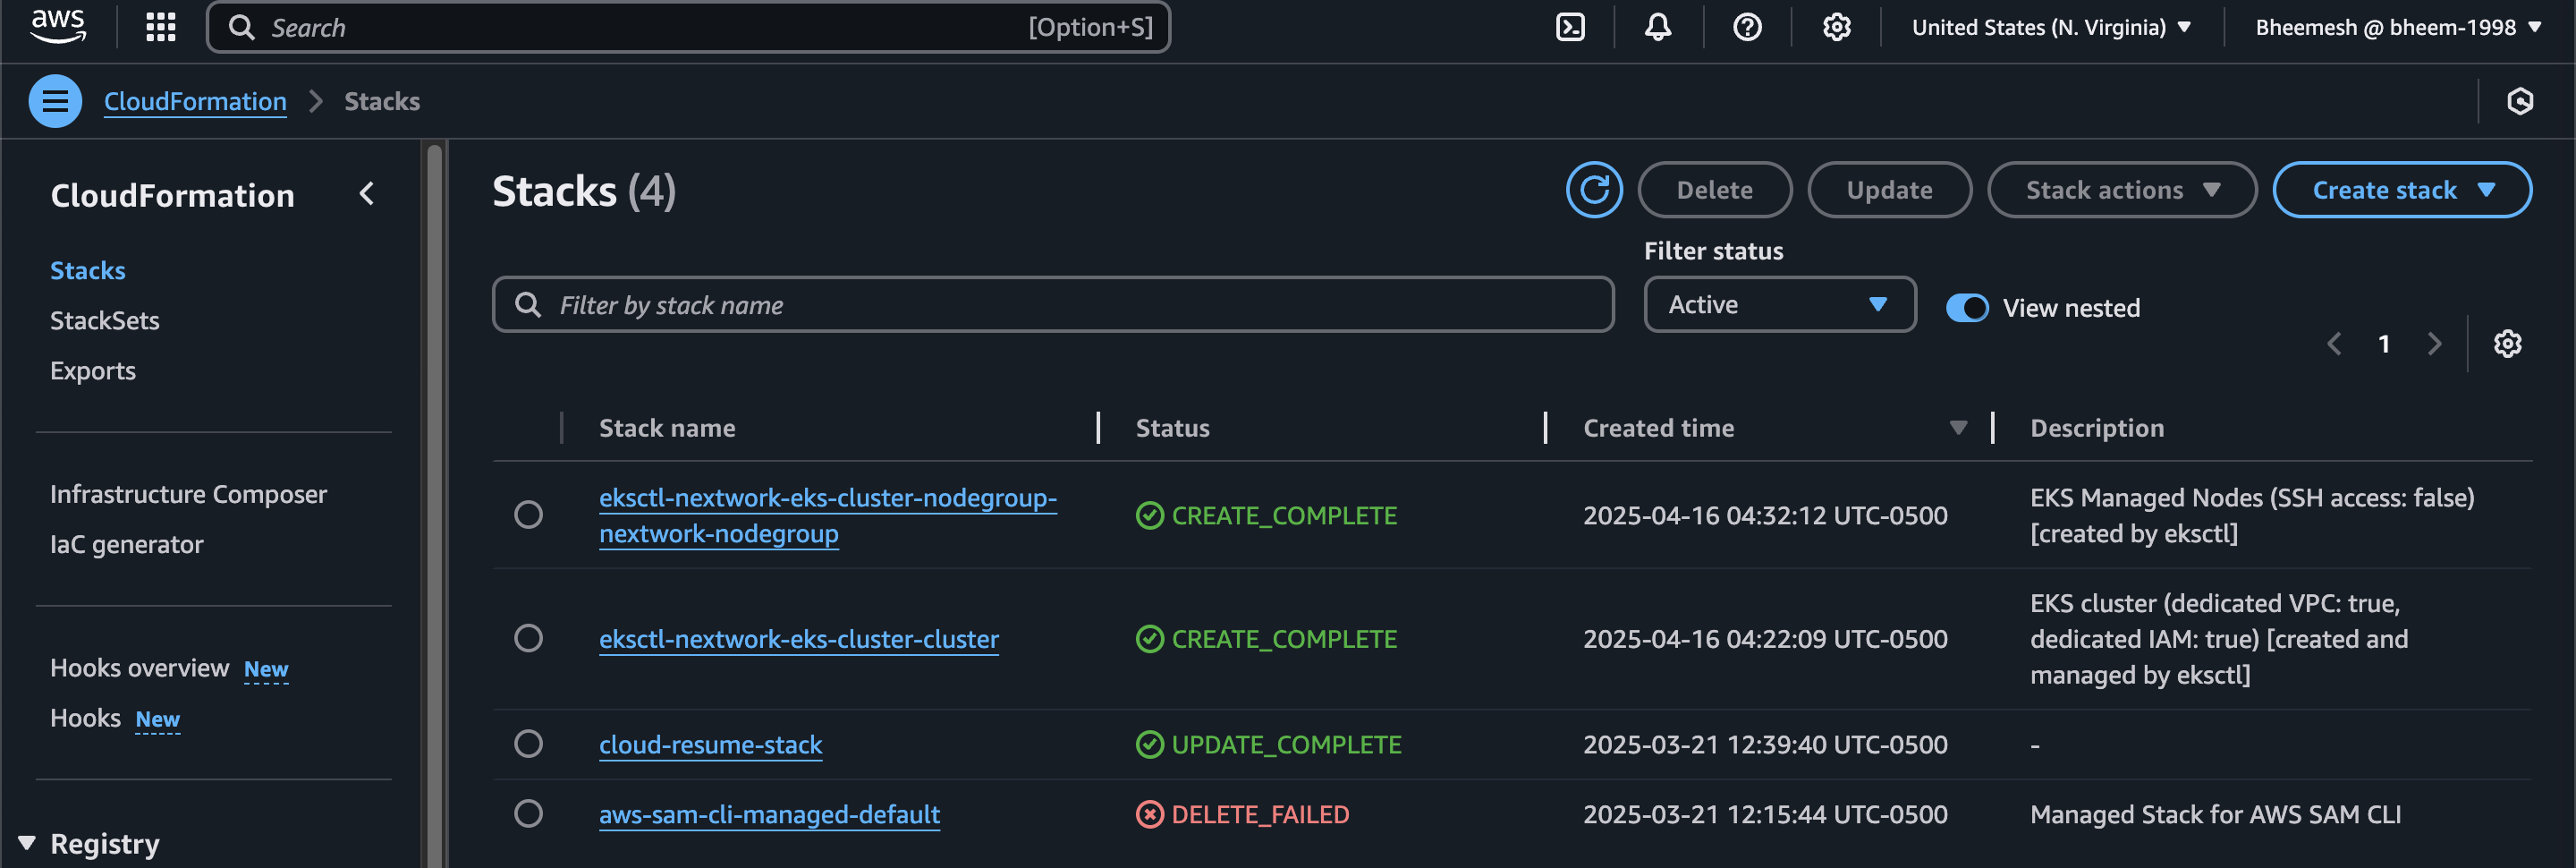 aws
Search
[Option+S]
United States (N. Virginia)
Bheemesh @ bheem-1998
CloudFormation
Stacks
CloudFormation
Stacks
StackSets
Exports
Infrastructure Composer
IaC generator
Hooks overview New
Hooks New
Registry
Stacks (4)
Delete
Update
Stack actions
Create stack
Filter status
Filter by stack name
Active
View nested
1
Stack name
Status
Created time
Description
eksctl-nextwork-eks-cluster-nodegroup-
nextwork-nodegroup
CREATE_COMPLETE
2025-04-16 04:32:12 UTC-0500
EKS Managed Nodes (SSH access: false)
[created by eksctl]
eksctl-nextwork-eks-cluster-cluster
CREATE_COMPLETE
2025-04-16 04:22:09 UTC-0500
EKS cluster (dedicated VPC: true,
dedicated IAM: true) [created and
managed by eksctl]
cloud-resume-stack
UPDATE_COMPLETE
2025-03-21 12:39:40 UTC-0500
-
aws-sam-cli-managed-default
DELETE_FAILED
2025-03-21 12:15:44 UTC-0500
Managed Stack for AWS SAM CLI